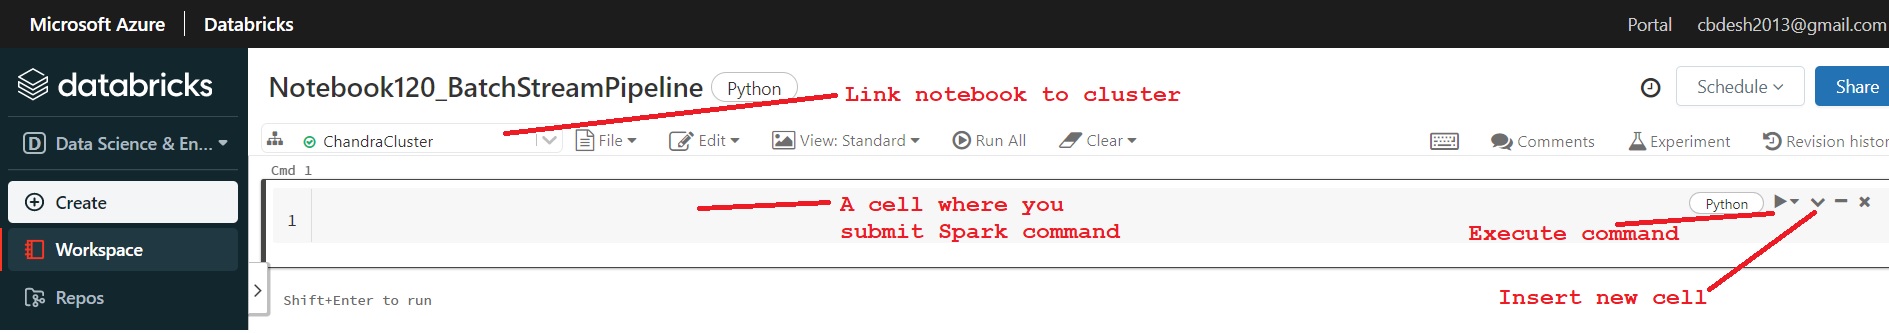 Microsoft Azure | Databricks
Portal cbdesh2013@gmail.com
databricks
Notebook120_BatchStreamPipeline Python
Link notebook to cluster
Schedule
Share
D Data Science & En...
ChandraCluster File Edit View: Standard Run All Clear
Comments Experiment Revision histor
Cmd 1
Create
1
A cell where you
submit Spark command
Python
Execute command
Workspace
Insert new cell
Repos
Shift+Enter to run